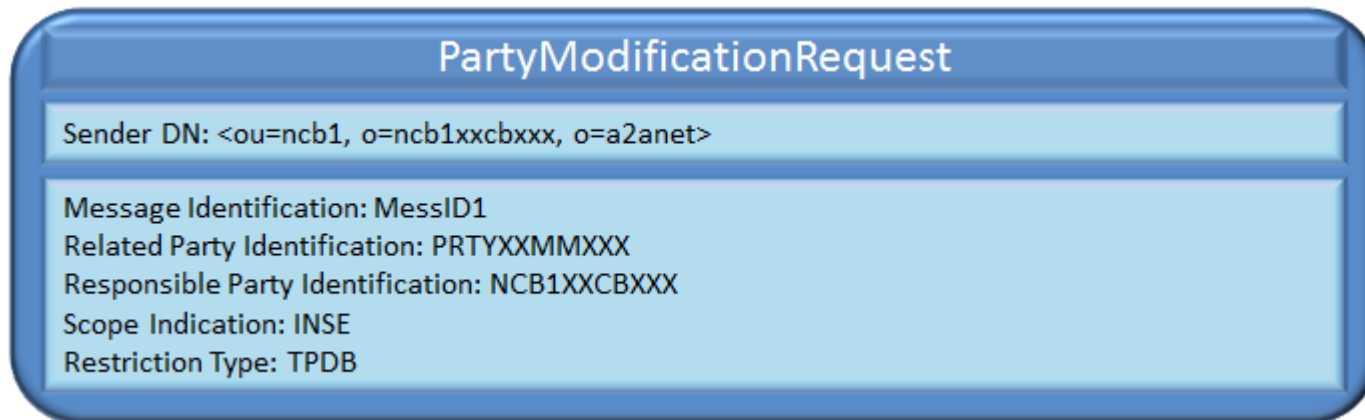 PartyModificationRequest
Sender DN: <ou=ncb1, o=ncb1xxcbxxx, o=a2anet>
Message Identification: MessID1
Related Party Identification: PRTYXXMMXXX
Responsible Party Identification: NCB1XXCBXXX
Scope Indication: INSE
Restriction Type: TPDB